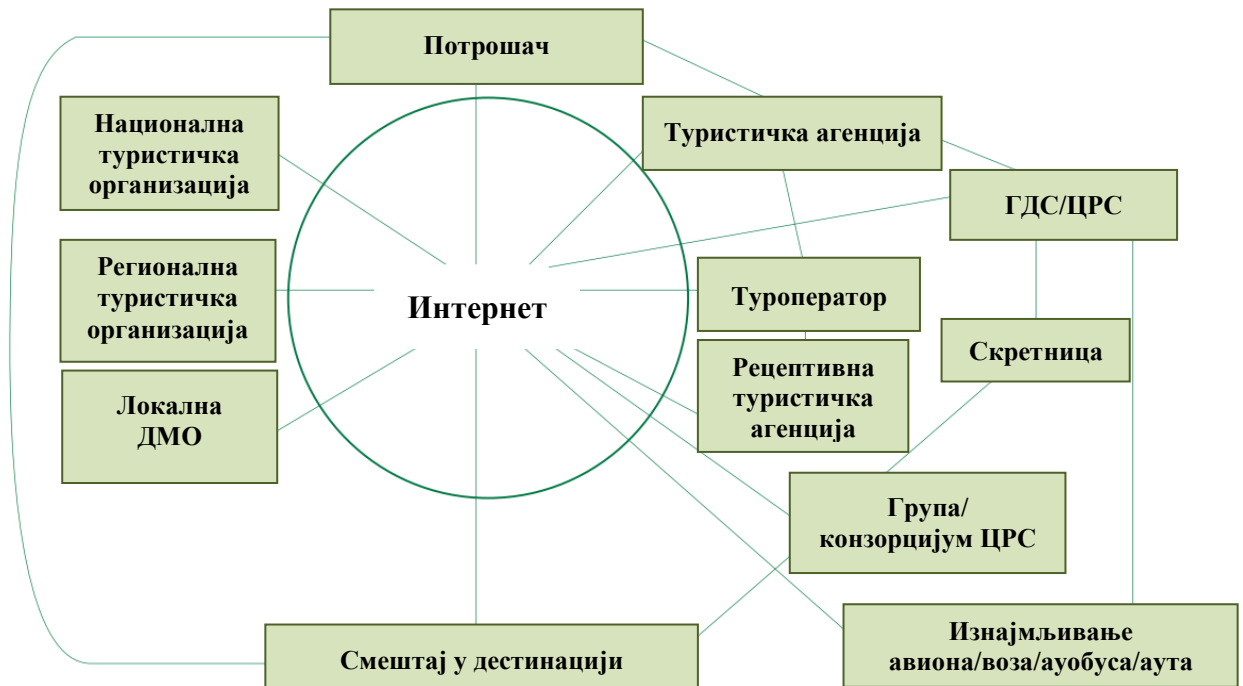 Потрошач
Национална
туристичка
организација
Туристичка агенција
ГДС/ЦРС
Регионална
туристичка
организација
Интернет
Туроператор
Скретница
Рецептивна
туристичка
агенција
Локална
ДМО
Група/
конзорцијум ЦРС
Смештај у дестинацији
Изнајмљивање
авиона/воза/ауобуса/аута